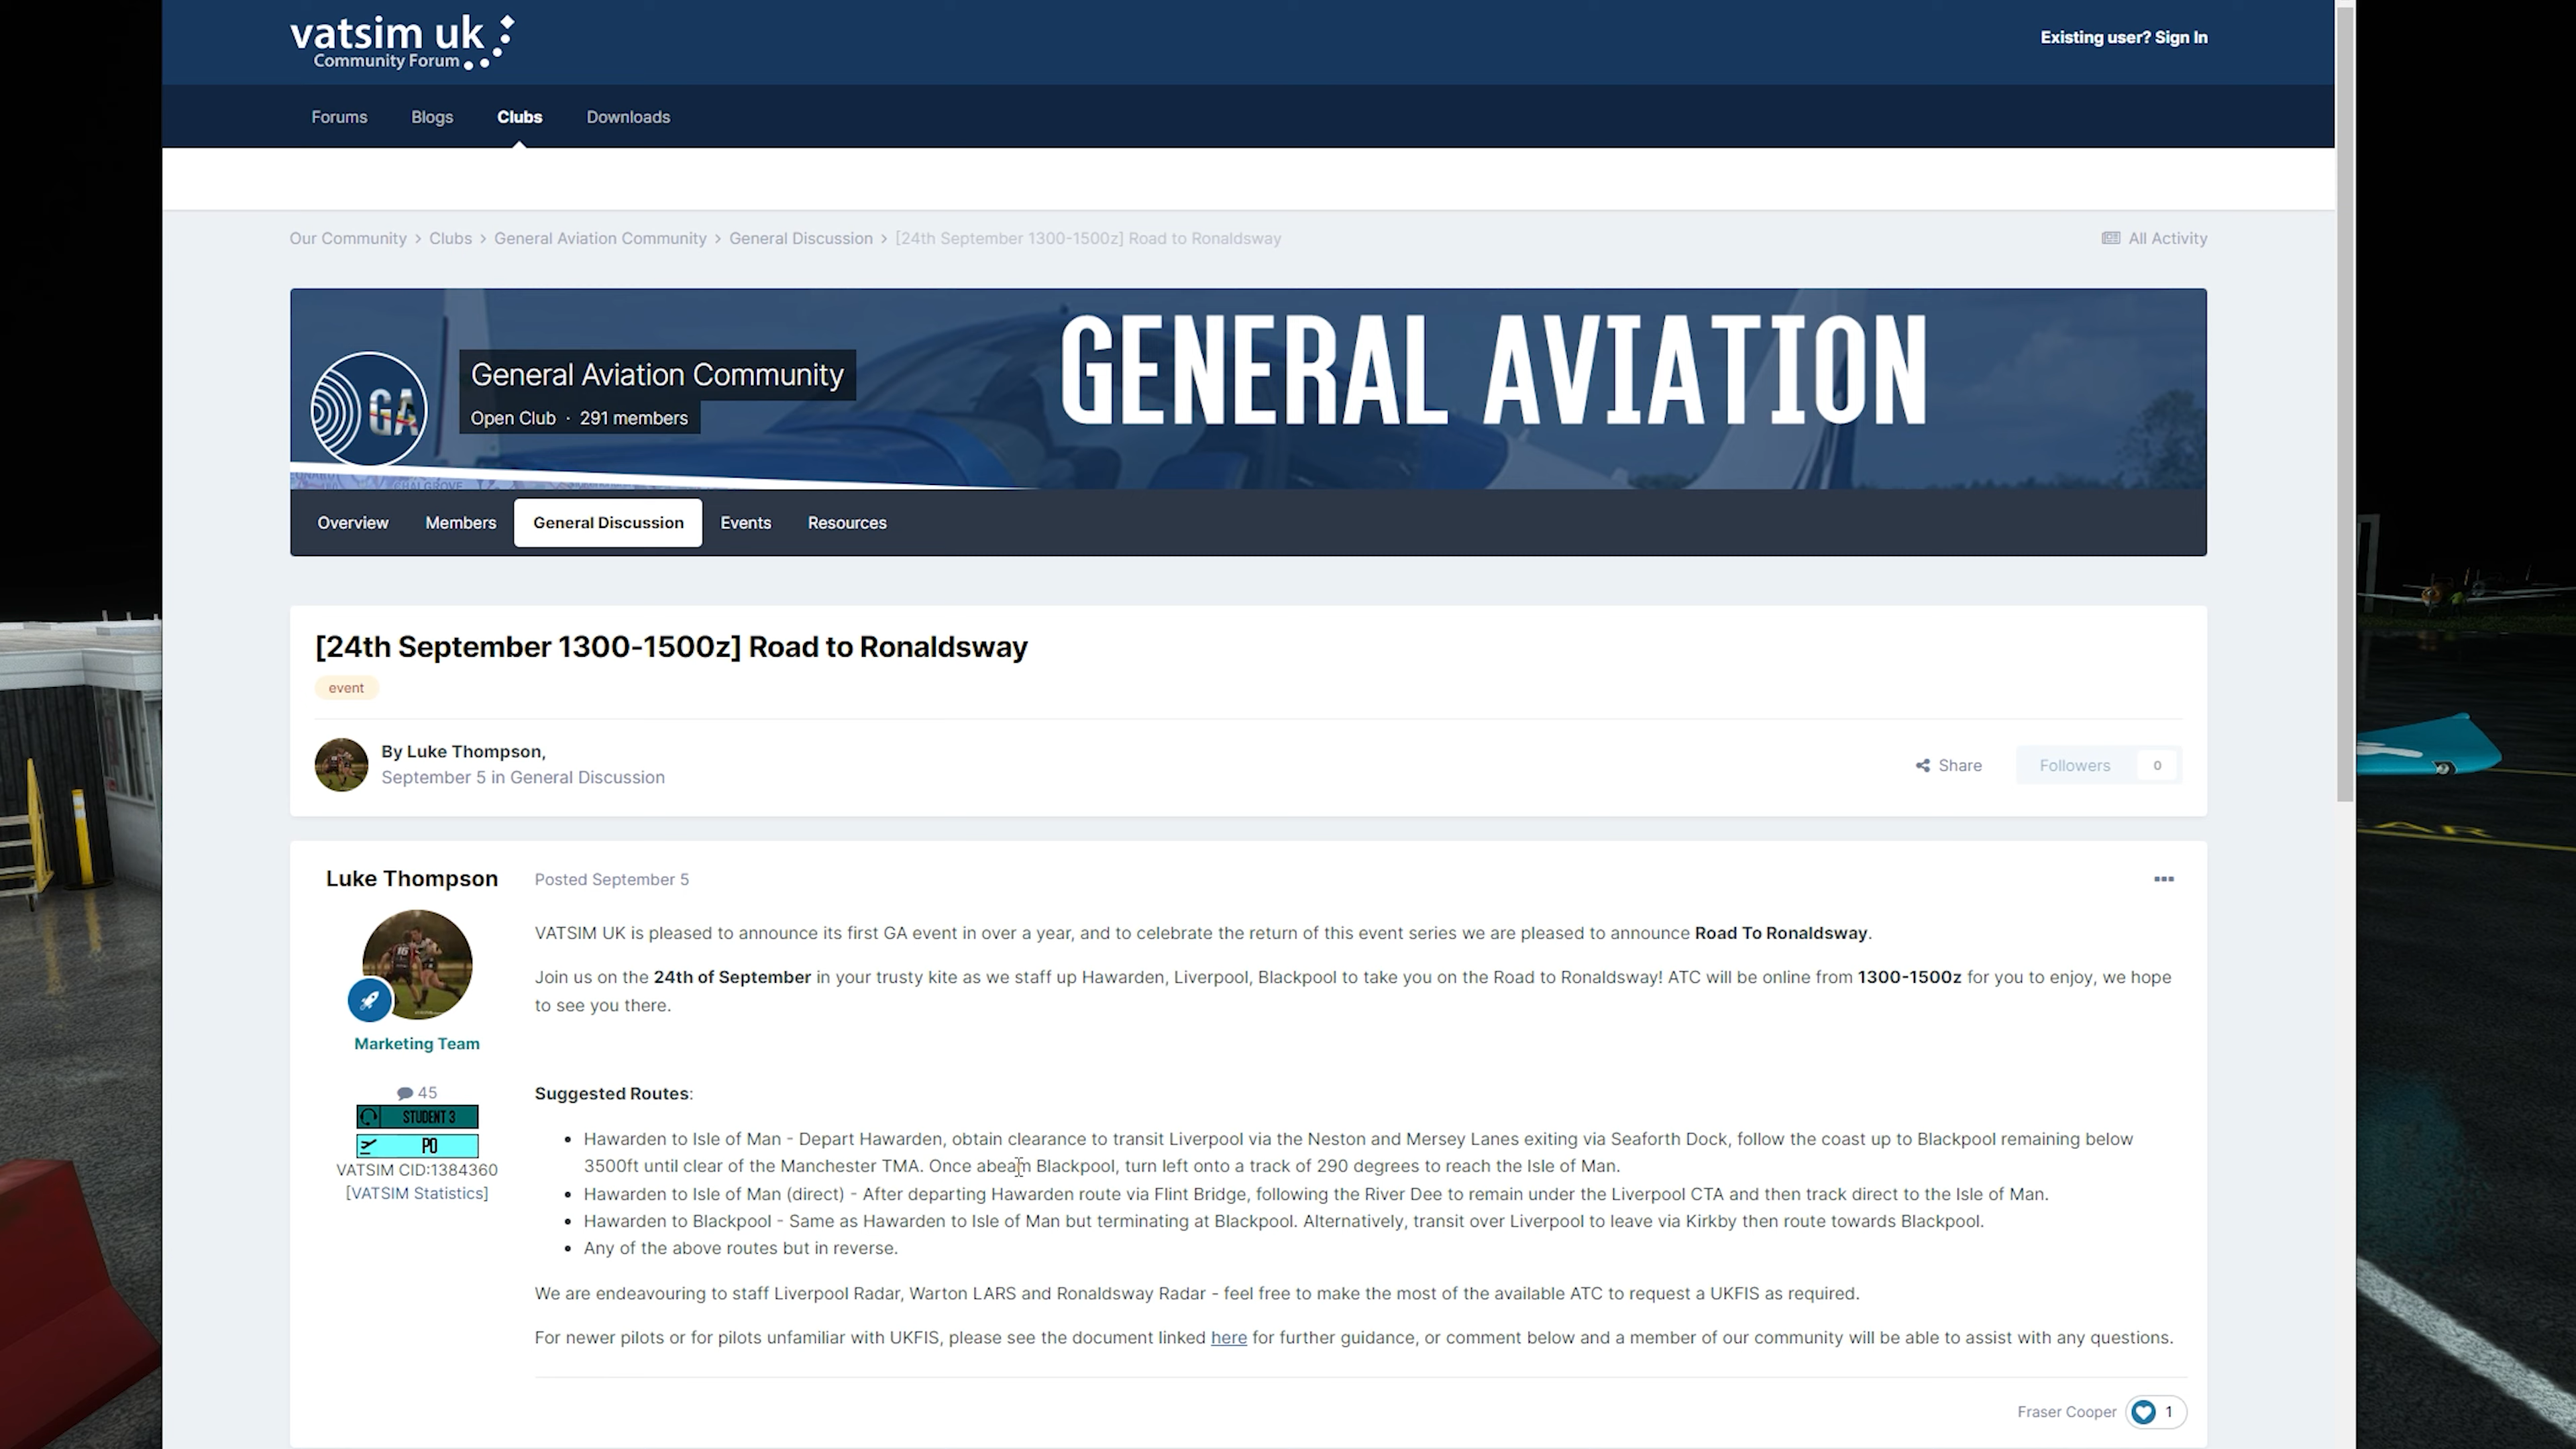 vatsim uk
Community Forum
Existing user? Sign In
Forums Blogs Clubs Downloads
Our Community > Clubs > General Aviation Community > General Discussion > [24th September 1300-1500z] Road to Ronaldsway
All Activity
GENERAL AVIATION
GA
General Aviation Community
Open Club · 291 members
CHALGROVE
Overview Members General Discussion Events Resources
[24th September 1300-1500z] Road to Ronaldsway
event
By Luke Thompson,
September 5 in General Discussion
Share
Followers 0
Luke Thompson
Posted September 5
VATSIM UK is pleased to announce its first GA event in over a year, and to celebrate the return of this event series we are pleased to announce Road To Ronaldsway.
Join us on the 24th of September in your trusty kite as we staff up Hawarden, Liverpool, Blackpool to take you on the Road to Ronaldsway! ATC will be online from 1300-1500z for you to enjoy, we hope
to see you there.
Marketing Team
45
STUDENT 3
P0
VATSIM CID:1384360
[VATSIM Statistics]
Suggested Routes:
• Hawarden to Isle of Man - Depart Hawarden, obtain clearance to transit Liverpool via the Neston and Mersey Lanes exiting via Seaforth Dock, follow the coast up to Blackpool remaining below
3500ft until clear of the Manchester TMA. Once abeam Blackpool, turn left onto a track of 290 degrees to reach the Isle of Man.
• Hawarden to Isle of Man (direct) - After departing Hawarden route via Flint Bridge, following the River Dee to remain under the Liverpool CTA and then track direct to the Isle of Man.
• Hawarden to Blackpool - Same as Hawarden to Isle of Man but terminating at Blackpool. Alternatively, transit over Liverpool to leave via Kirkby then route towards Blackpool.
• Any of the above routes but in reverse.
We are endeavouring to staff Liverpool Radar, Warton LARS and Ronaldsway Radar - feel free to make the most of the available ATC to request a UKFIS as required.
For newer pilots or for pilots unfamiliar with UKFIS, please see the document linked here for further guidance, or comment below and a member of our community will be able to assist with any questions.
Fraser Cooper 1